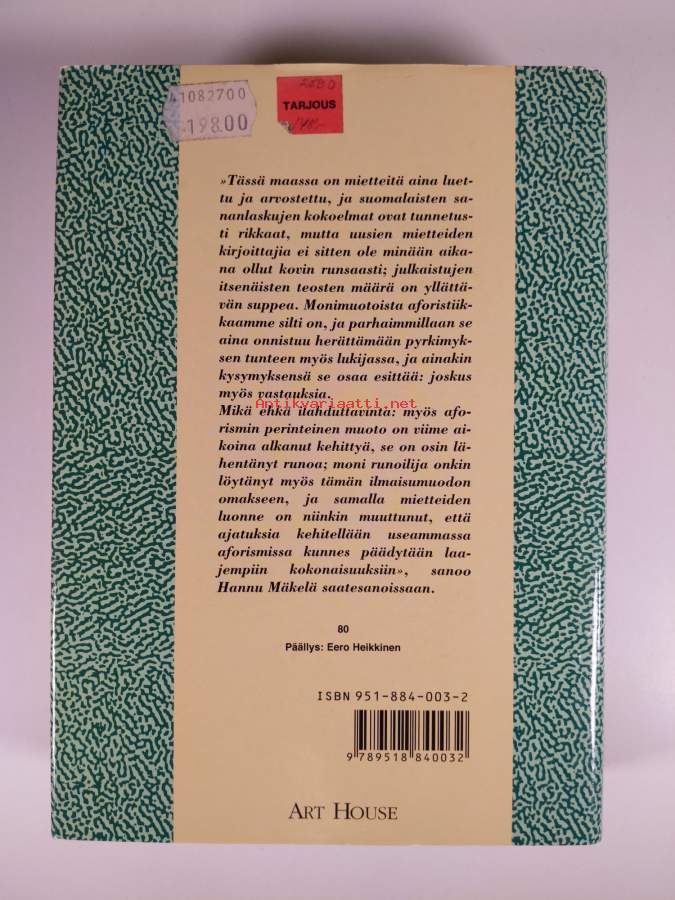 41082700
198.00
TARJOUS
»Tässä maassa on mietteitä aina luet-
tu ja arvostettu, ja suomalaisten sa-
nanlaskujen kokoelmat ovat tunnetus-
ti rikkaat, mutta uusien mietteiden
kirjoittajia ei sitten ole minään aika-
na ollut kovin runsaasti; julkaistujen
itsenäisten teosten määrä on yllättä-
vän suppea. Monimuotoista aforistiik-
kaamme silti on, ja parhaimmillaan se
aina onnistuu herättämään pyrkimyk-
sen tunteen myös lukijassa, ja ainakin
kysymyksensä se osaa esittää: joskus
myös vastauksia.
Antikvariaatti.net
Mikä ehkä ilahduttavinta: myös afo-
rismin perinteinen muoto on viime ai-
koina alkanut kehittyä, se on osin lä-
hentänyt runoa; moni runoilija onkin
löytänyt myös tämän ilmaisumuodon
omakseen, ja samalla mietteiden
luonne on niinkin muuttunut, että
ajatuksia kehitellään useammassa
aforismissa kunnes päädytään laa-
jempiin kokonaisuuksiin», sanoo
Hannu Mäkelä saatesanoissaan.
80
Päällys: Eero Heikkinen
ISBN 951-884-003-2
9 789518 840032
ART HOUSE